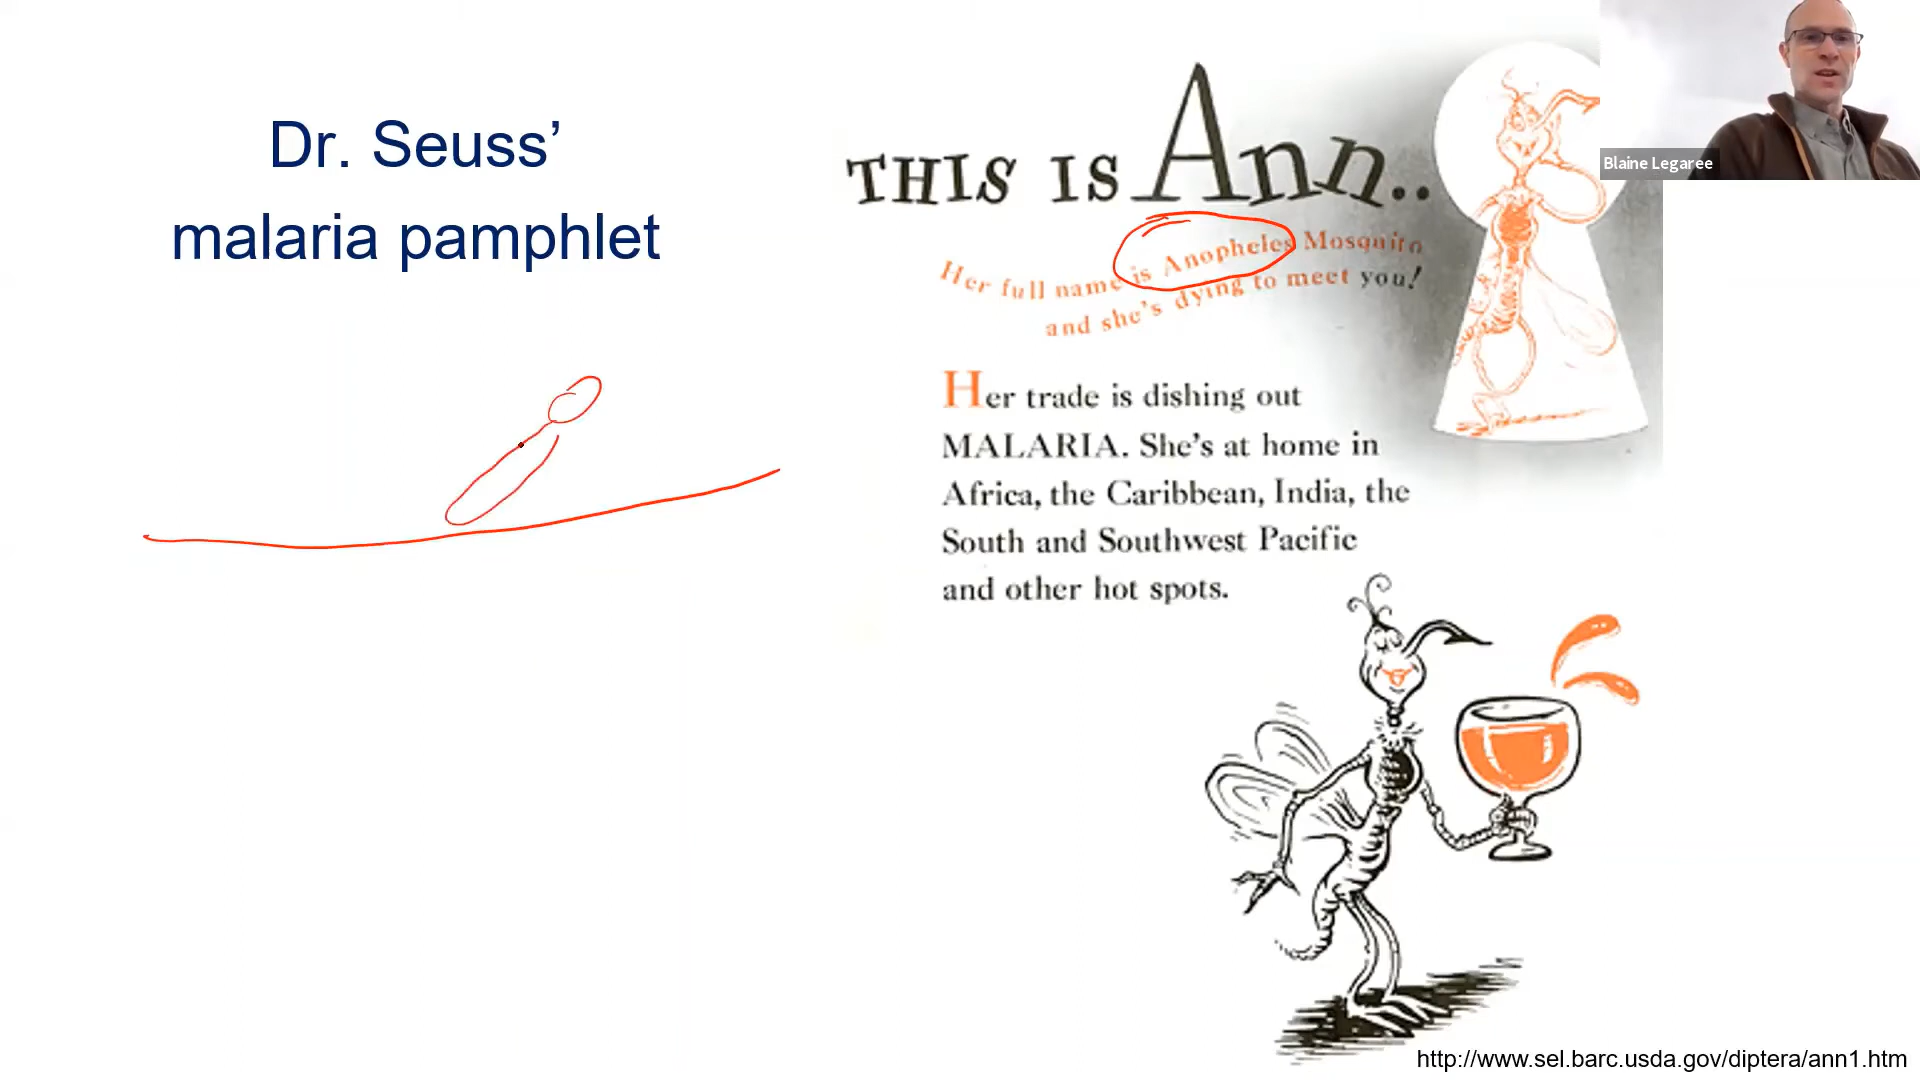 Dr. Seuss’
malaria pamphlet
THIS IS Ann..
Her full name is Anopheles Mosquito
and she's dying to meet you!
Her trade is dishing out
MALARIA. She's at home in
Africa, the Caribbean, India, the
South and Southwest Pacific
and other hot spots.
Blaine Legaree
http://www.sel.barc.usda.gov/diptera/ann1.htm